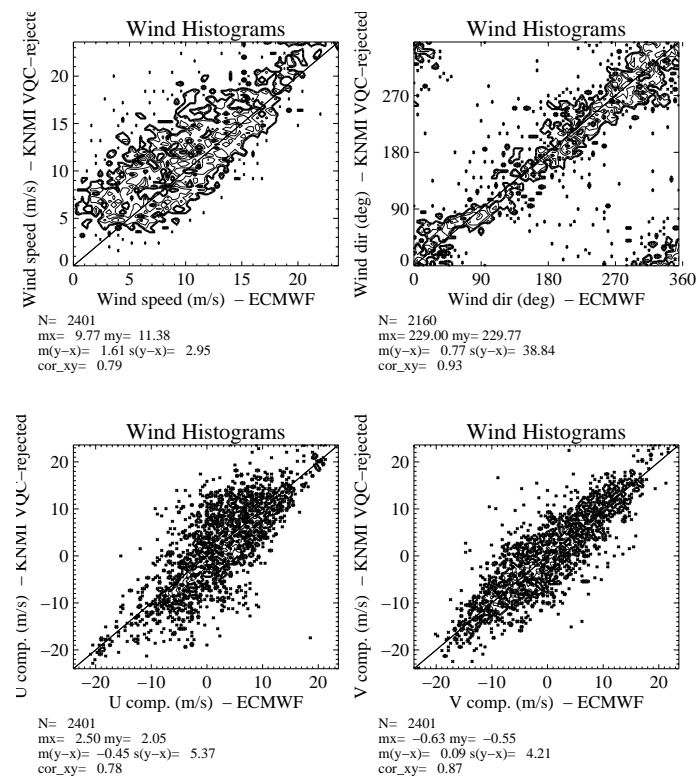 Wind Histograms
Wind speed (m/s) − KNMI VQC−rejecte
20
15
10
5
0
0 5 10 15 20
Wind speed (m/s) − ECMWF
N= 2401
mx= 9.77 my= 11.38
m(y−x)= 1.61 s(y−x)= 2.95
cor_xy= 0.79
Wind Histograms
Wind dir (deg) − KNMI VQC−rejected
270
180
90
0
0 90 180 270 360
Wind dir (deg) − ECMWF
N= 2160
mx= 229.00 my= 229.77
m(y−x)= 0.77 s(y−x)= 38.84
cor_xy= 0.93
Wind Histograms
U comp. (m/s) − KNMI VQC−rejected
20
10
0
−10
−20
−20 −10 0 10 20
U comp. (m/s) − ECMWF
N= 2401
mx= 2.50 my= 2.05
m(y−x)= −0.45 s(y−x)= 5.37
cor_xy= 0.78
Wind Histograms
V comp. (m/s) − KNMI VQC−rejected
20
10
0
−10
−20
−20 −10 0 10 20
V comp. (m/s) − ECMWF
N= 2401
mx= −0.63 my= −0.55
m(y−x)= 0.09 s(y−x)= 4.21
cor_xy= 0.87